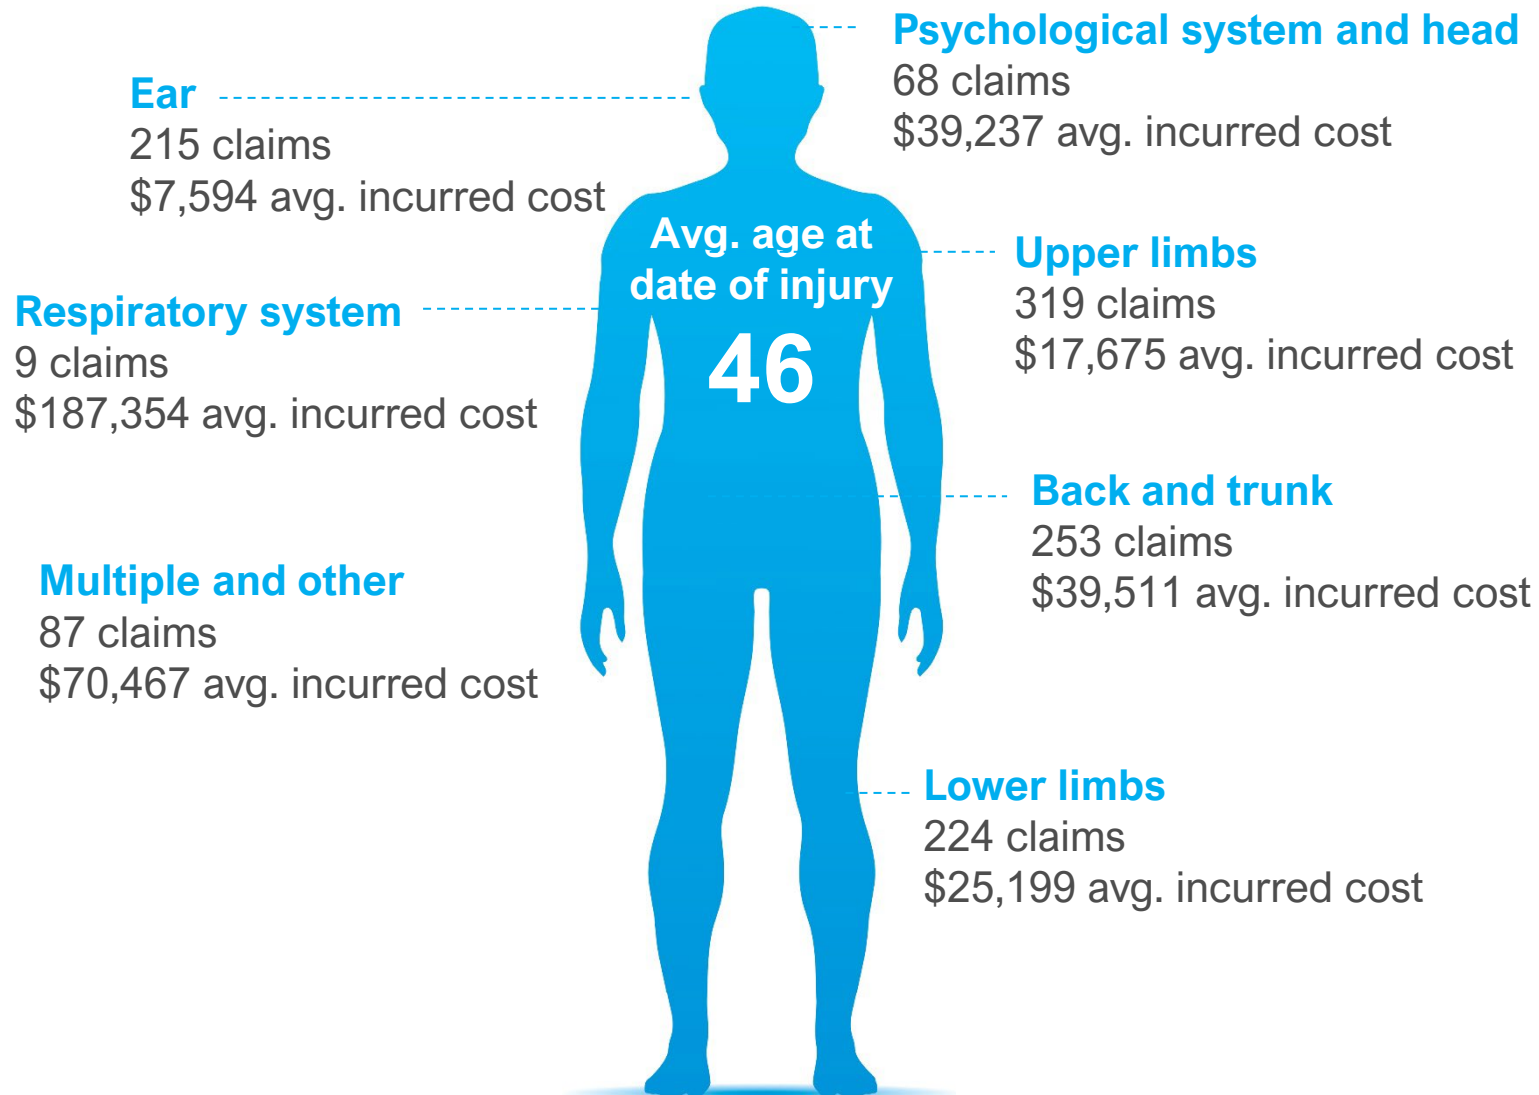 Psychological system and head
68 claims
$39,237 avg. incurred cost
Ear
215 claims
$7,594 avg. incurred cost
Avg. age at
date of injury
46
Upper limbs
319 claims
$17,675 avg. incurred cost
Respiratory system
9 claims
$187,354 avg. incurred cost
Back and trunk
253 claims
$39,511 avg. incurred cost
Multiple and other
87 claims
$70,467 avg. incurred cost
Lower limbs
224 claims
$25,199 avg. incurred cost